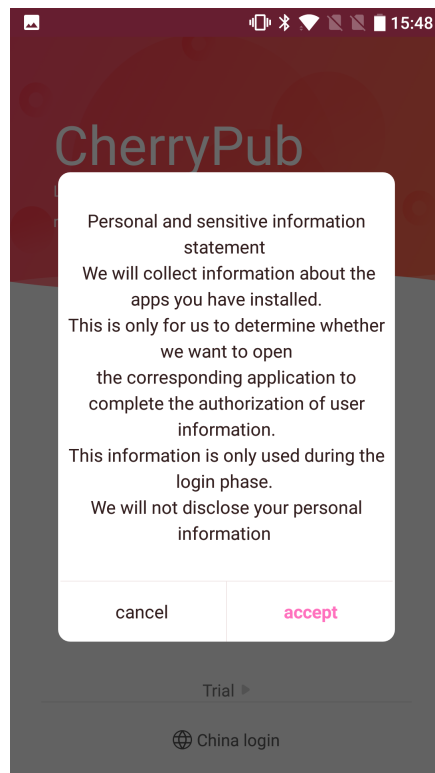 15:48
CherryPub
Personal and sensitive information
statement
We will collect information about the
apps you have installed.
This is only for us to determine whether
we want to open
the corresponding application to
complete the authorization of user
information.
This information is only used during the
login phase.
We will not disclose your personal
information
cancel
accept
Trial
China login